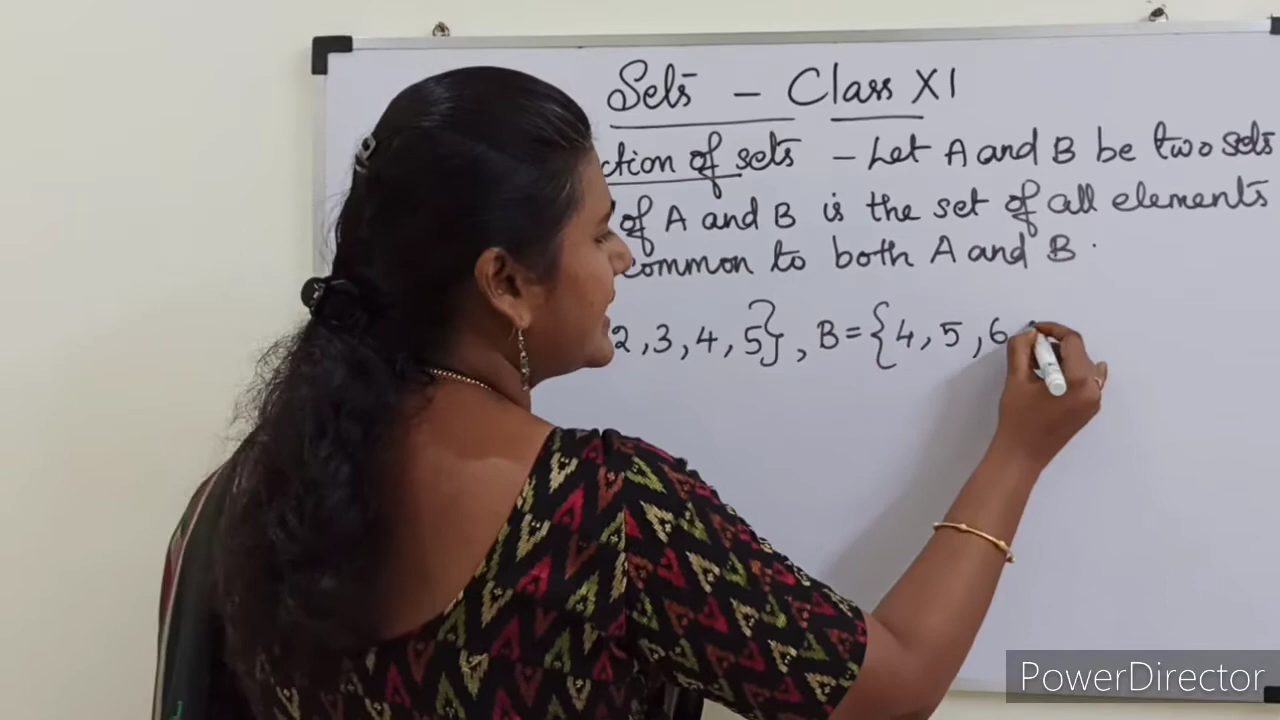 Sets - Class XI
ction of sets - Let A and B be two sets
of A and B is the set of all elements
common to both A and B.
2, 3, 4, 5}, B = {4, 5, 6
PowerDirector